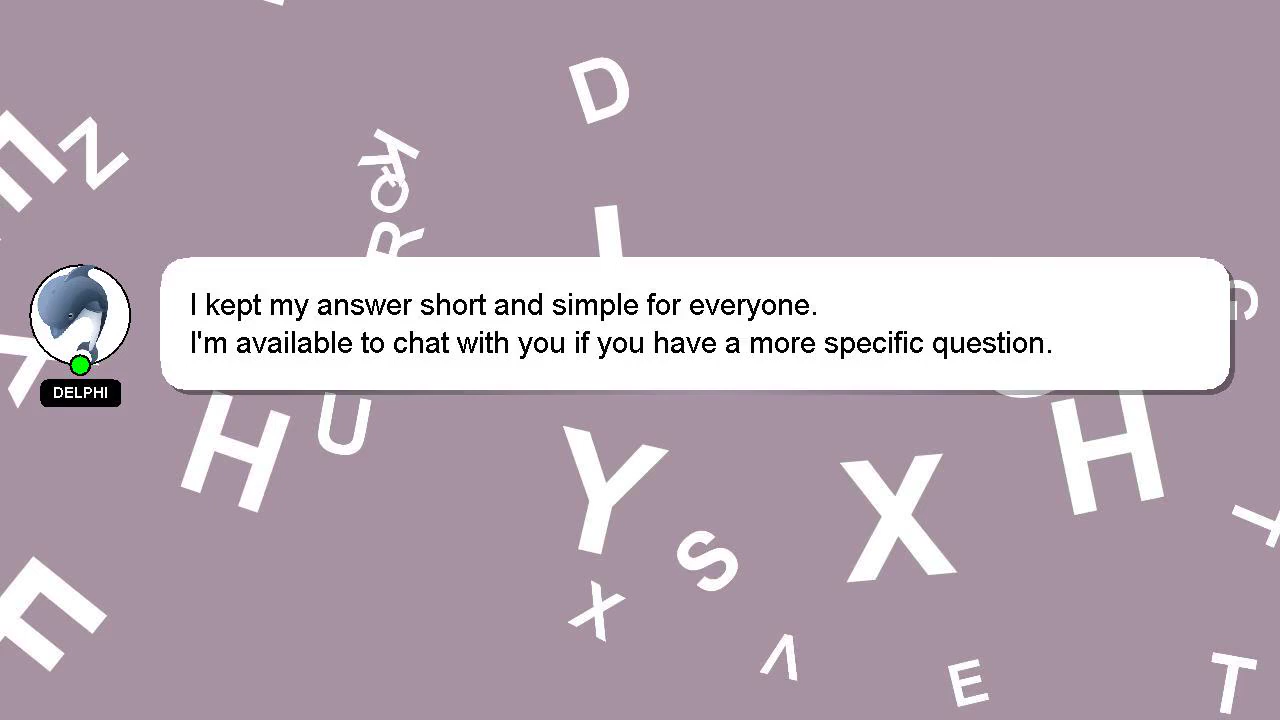 D
Z
K
R
I
G
I kept my answer short and simple for everyone.
I'm available to chat with you if you have a more specific question.
DELPHI
H
U
Y
X
H
S
X
V
E
T